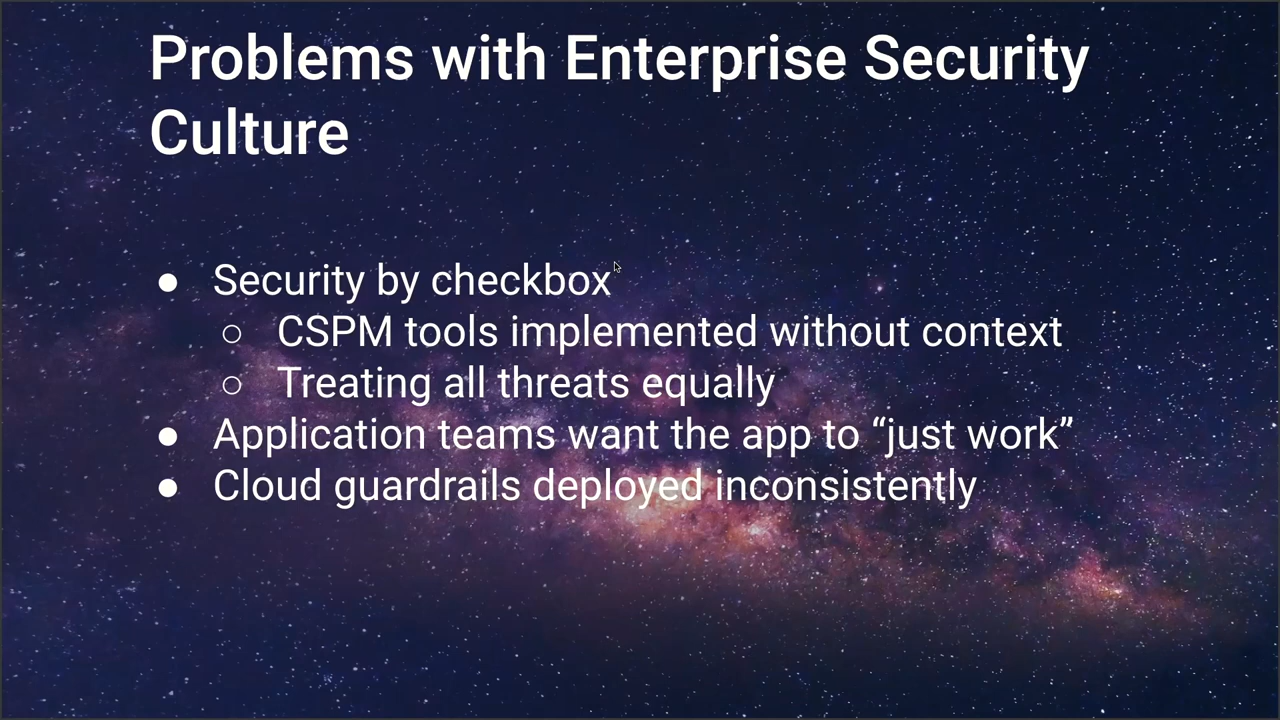 Problems with Enterprise Security
Culture
● Security by checkbox
○ CSPM tools implemented without context
○ Treating all threats equally
● Application teams want the app to “just work”
● Cloud guardrails deployed inconsistently